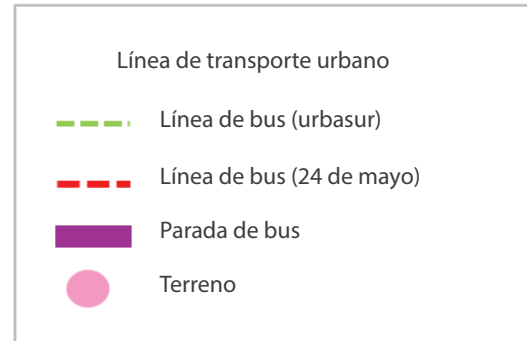 Línea de transporte urbano
Línea de bus (urbasur)
Línea de bus (24 de mayo)
Parada de bus
Terreno